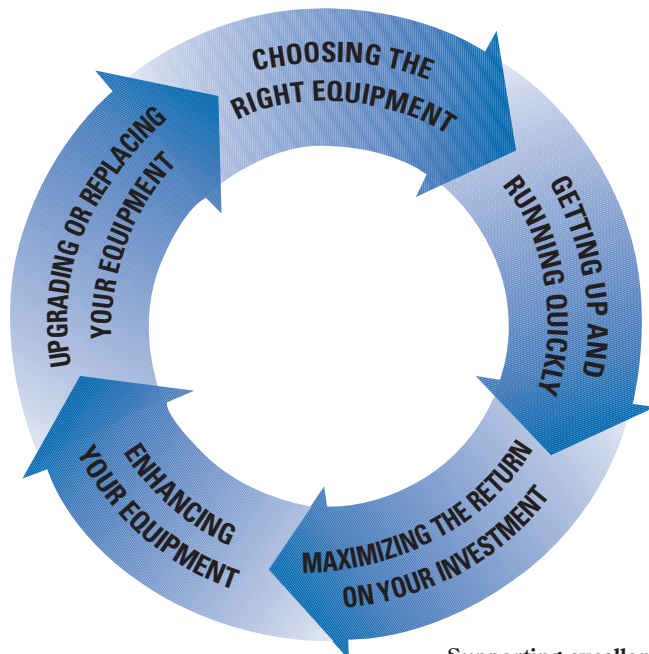 CHOOSING THE
RIGHT EQUIPMENT
GETTING UP AND
RUNNING QUICKLY
MAXIMIZING THE RETURN
ON YOUR INVESTMENT
ENHANCING
YOUR EQUIPMENT
UPGRADING OR REPLACING
YOUR EQUIPMENT